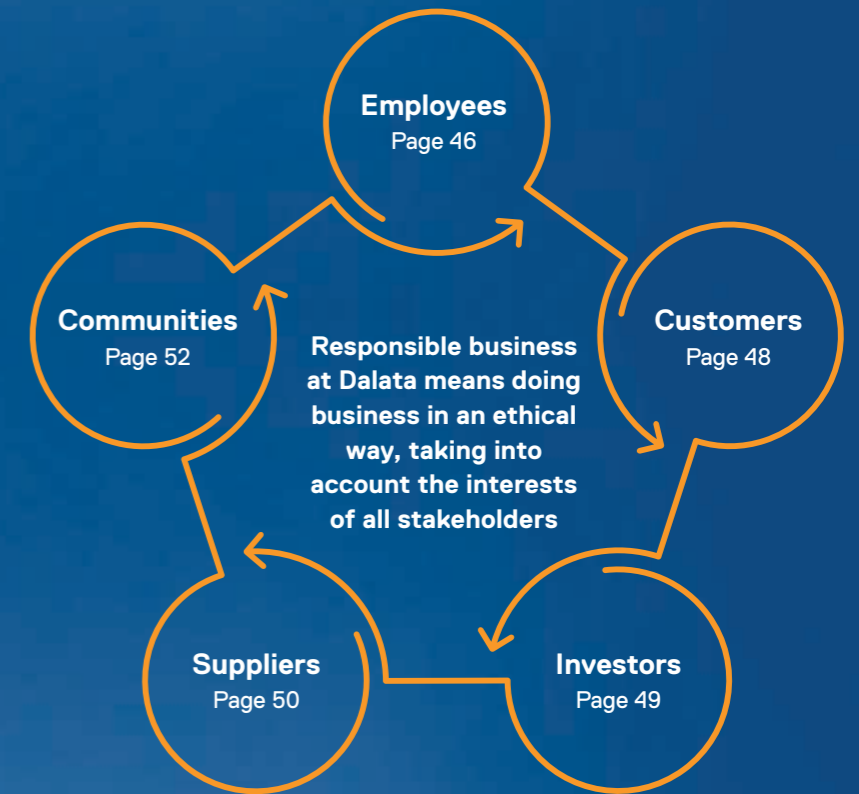 Employees
Page 46
Customers
Page 48
Investors
Page 49
Suppliers
Page 50
Communities
Page 52
Responsible business
at Dalata means doing
business in an ethical
way, taking into
account the interests
of all stakeholders